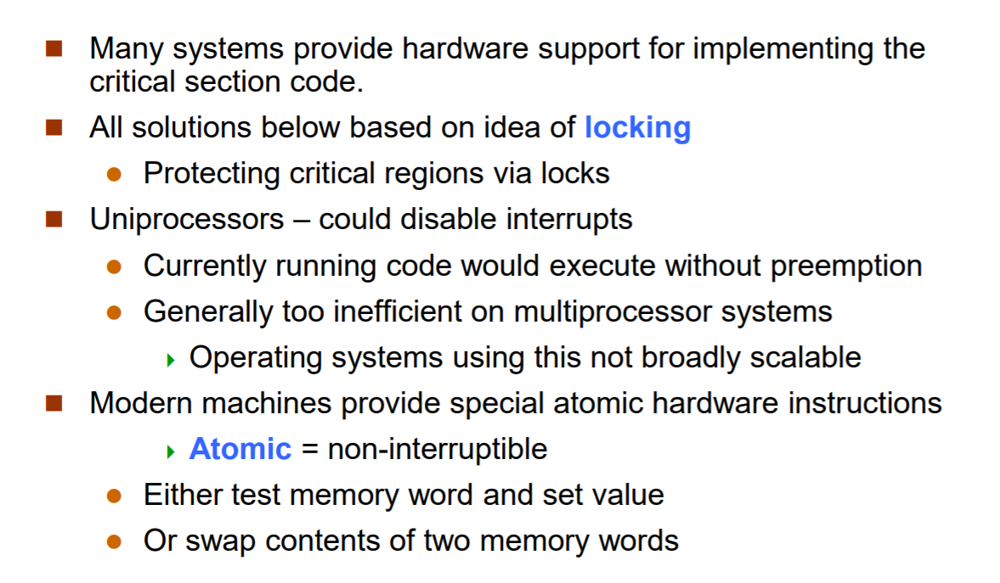 Many systems provide hardware support for implementing the
critical section code.
All solutions below based on idea of locking
Protecting critical regions via locks
Uniprocessors – could disable interrupts
Currently running code would execute without preemption
Generally too inefficient on multiprocessor systems
Operating systems using this not broadly scalable
Modern machines provide special atomic hardware instructions
Atomic = non-interruptible
Either test memory word and set value
Or swap contents of two memory words